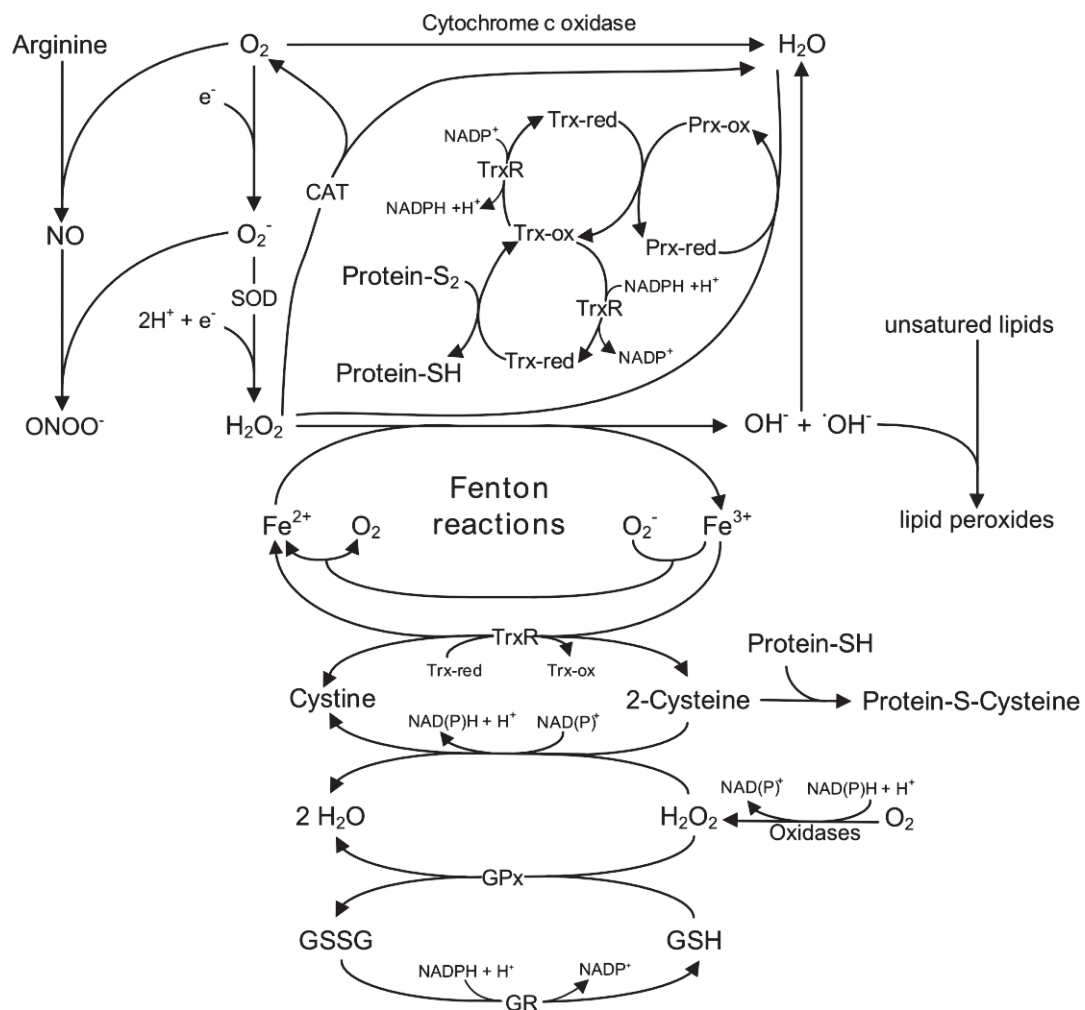 Cytochrome c oxidase
Arginine O₂ H₂O
e⁻
NADP⁺ Trx-red Prx-ox
TrxR
CAT NADPH +H⁺
NO O₂⁻ Trx-ox Prx-red
Protein-S₂ NADPH +H⁺
SOD TrxR
2H⁺ + e⁻ unsatured lipids
Protein-SH Trx-red NADP⁺
ONOO⁻ H₂O₂ OH⁻ + ˙OH⁻
Fenton
reactions
Fe²⁺ O₂ O₂⁻ Fe³⁺ lipid peroxides
TrxR
Trx-red Trx-ox Protein-SH
Cystine 2-Cysteine Protein-S-Cysteine
NAD(P)H + H⁺ NAD(P)⁺
NAD(P)⁺ NAD(P)H + H⁺
2 H₂O H₂O₂ O₂
Oxidases
GPx
GSSG GSH
NADPH + H⁺ NADP⁺
GR